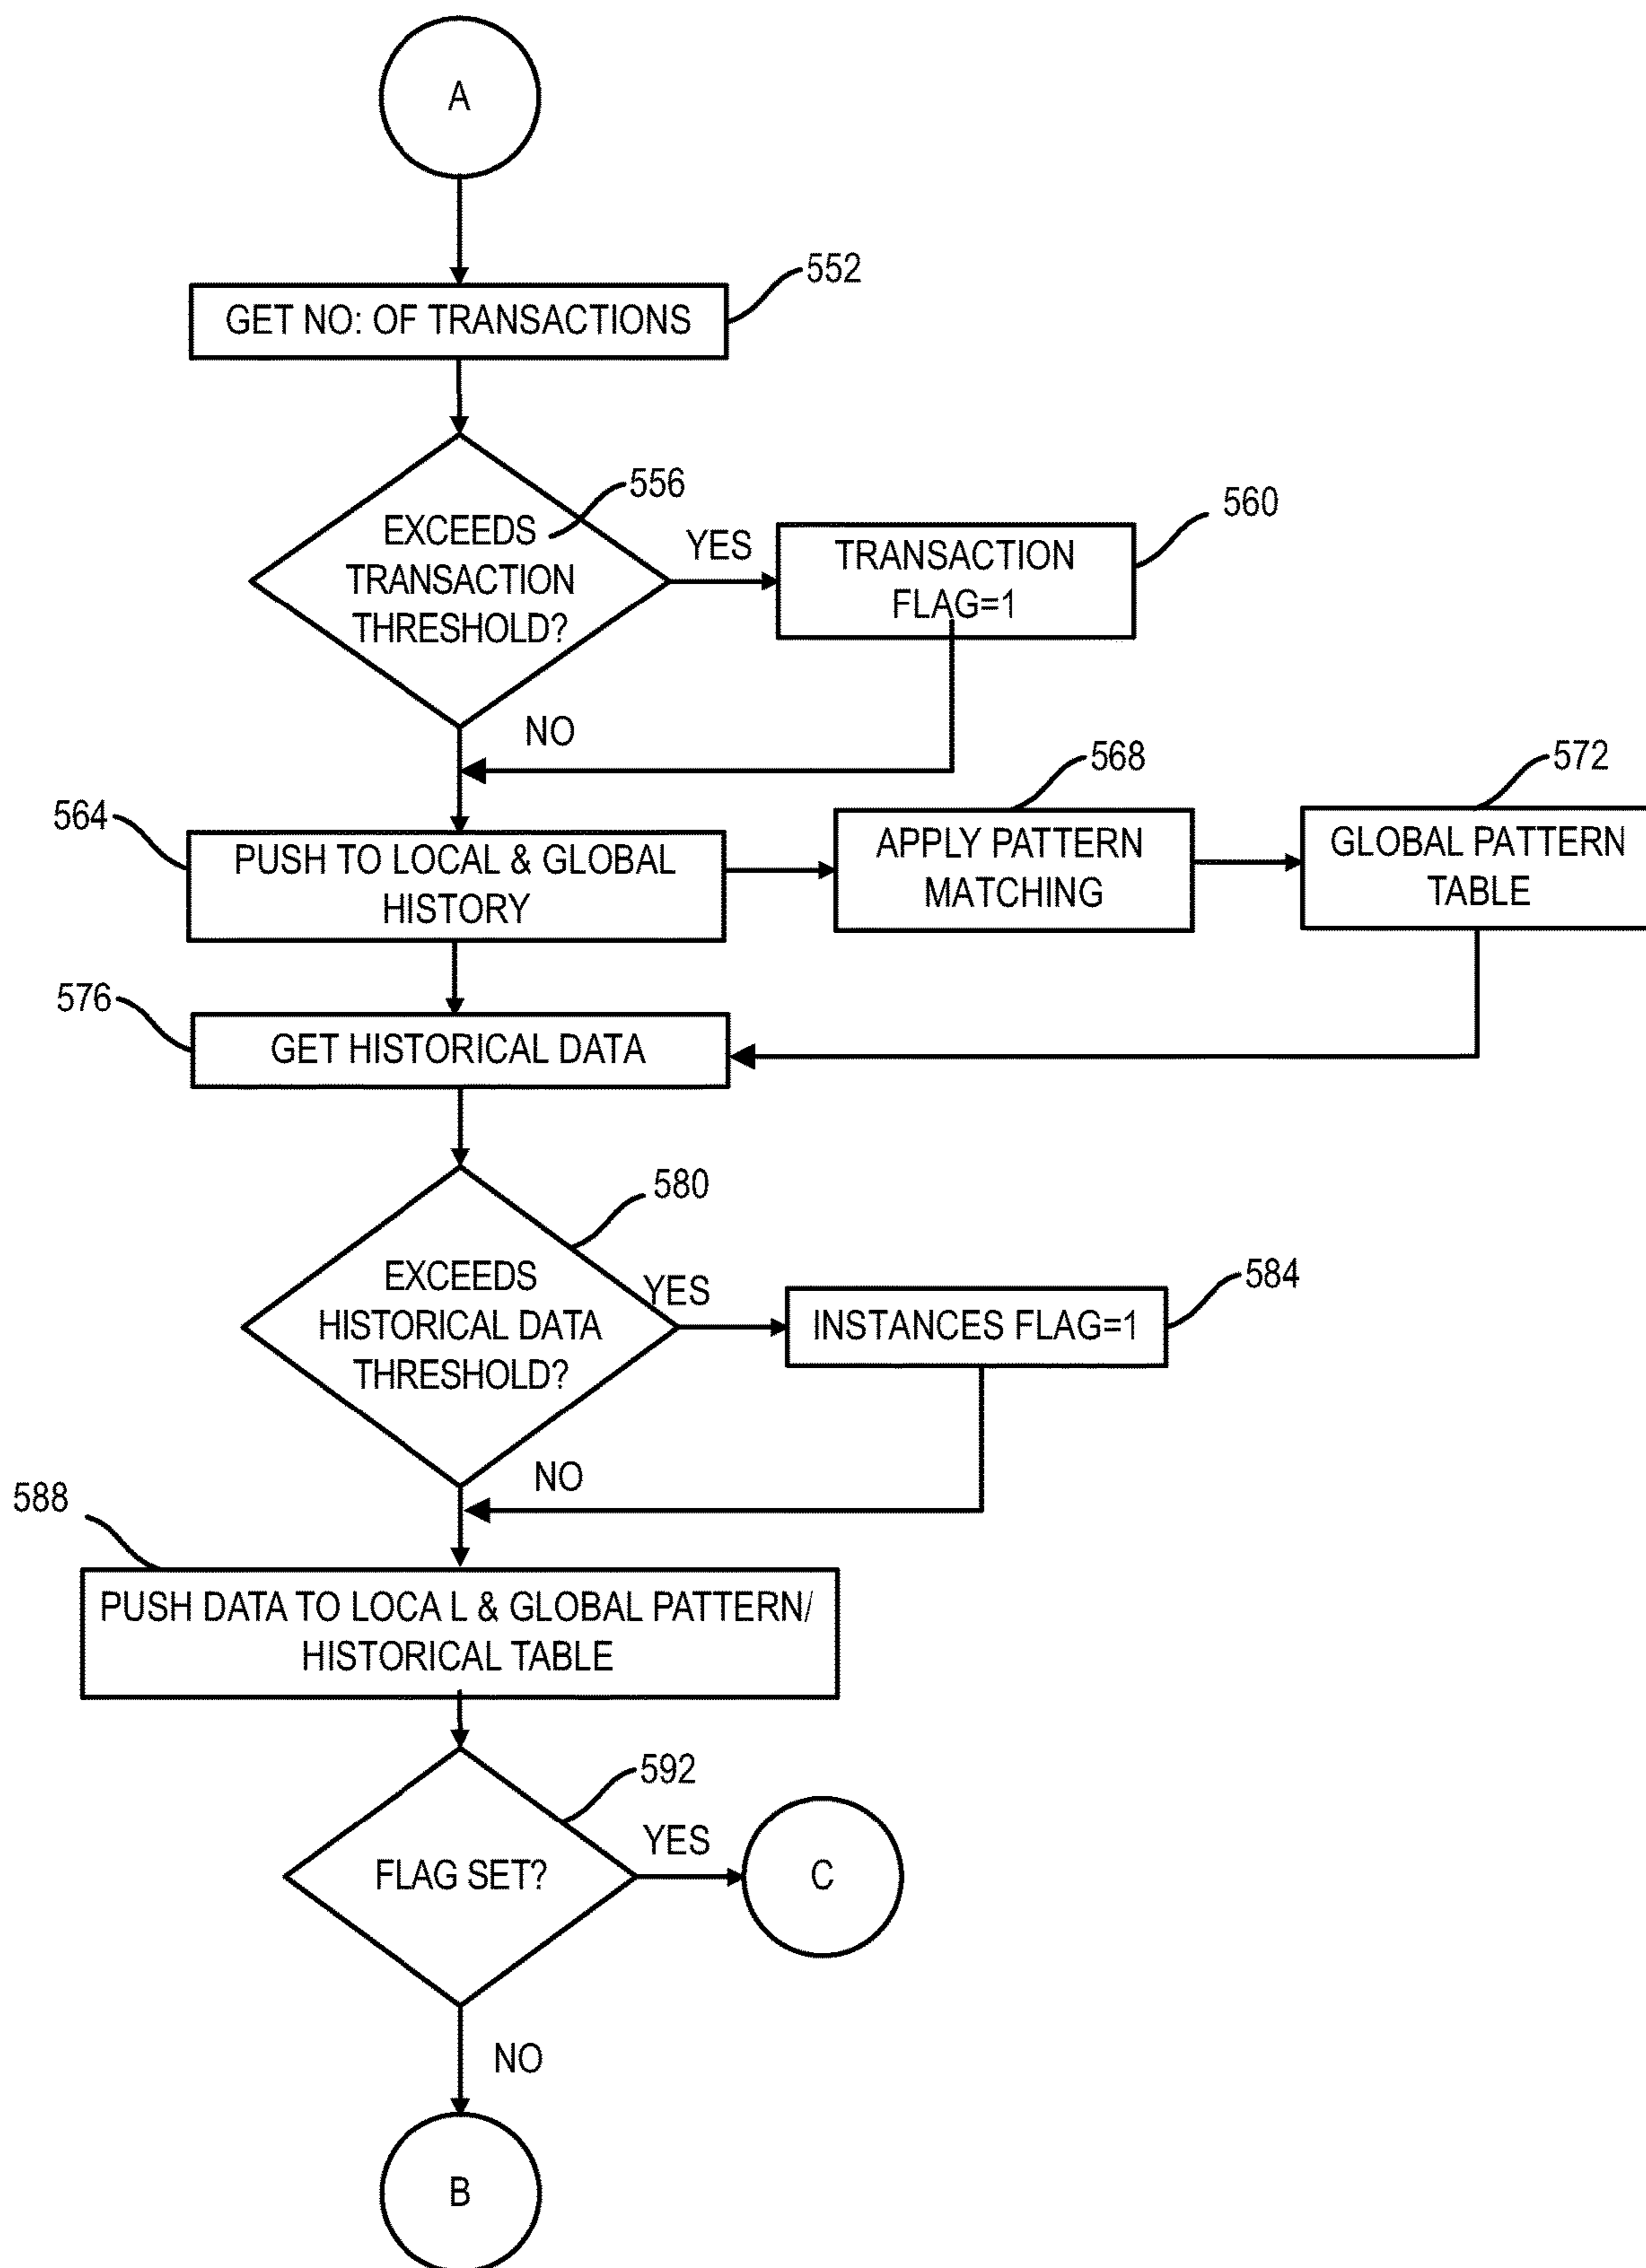 A
552
GET NO: OF TRANSACTIONS
556
EXCEEDS
TRANSACTION
THRESHOLD?
YES
560
TRANSACTION
FLAG=1
NO
564
PUSH TO LOCAL & GLOBAL
HISTORY
568
APPLY PATTERN
MATCHING
572
GLOBAL PATTERN
TABLE
576
GET HISTORICAL DATA
580
EXCEEDS
HISTORICAL DATA
THRESHOLD?
YES
584
INSTANCES FLAG=1
NO
588
PUSH DATA TO LOCA L & GLOBAL PATTERN/
HISTORICAL TABLE
592
FLAG SET?
YES
C
NO
B